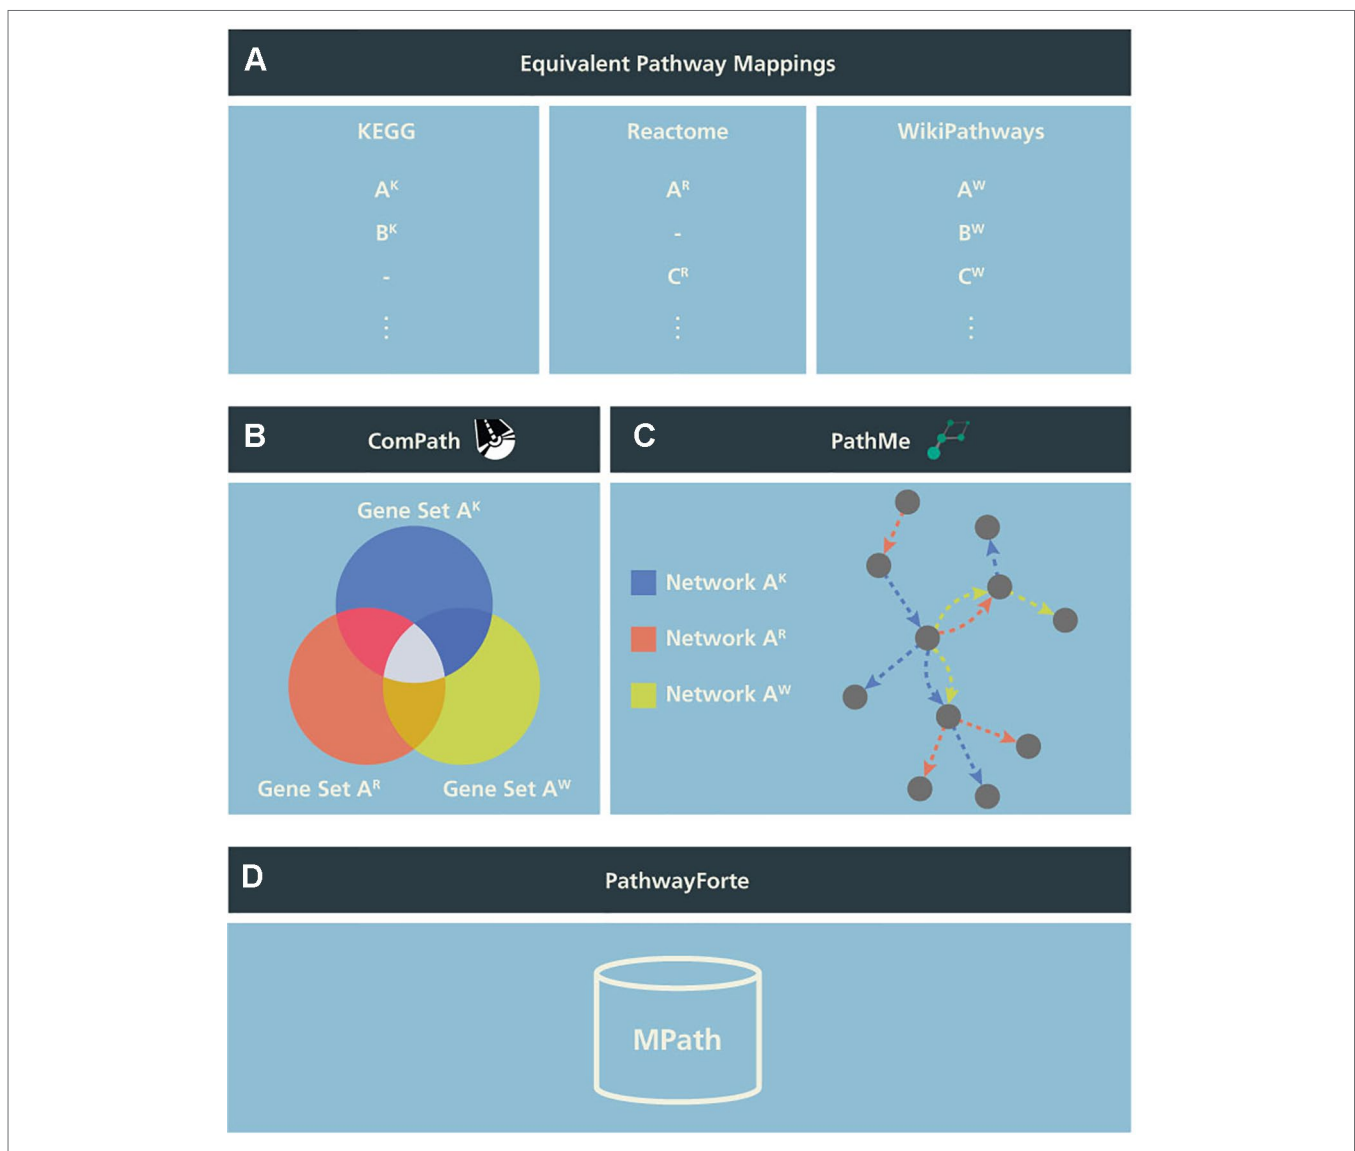 A
Equivalent Pathway Mappings
KEGG
Reactome
WikiPathways
Aᴷ
Aᴿ
Aᵂ
Bᴷ
-
Bᵂ
-
Cᴿ
Cᵂ
⋮
⋮
⋮
B
ComPath
C
PathMe
Gene Set Aᴷ
Gene Set Aᴿ
Gene Set Aᵂ
Network Aᴷ
Network Aᴿ
Network Aᵂ
D
PathwayForte
MPath